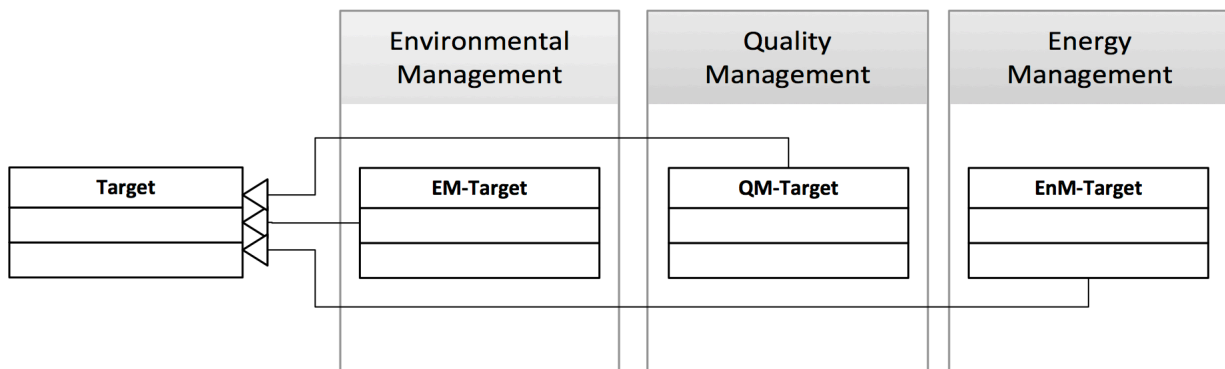 Environmental
Management
Quality
Management
Energy
Management
Target
EM-Target
QM-Target
EnM-Target